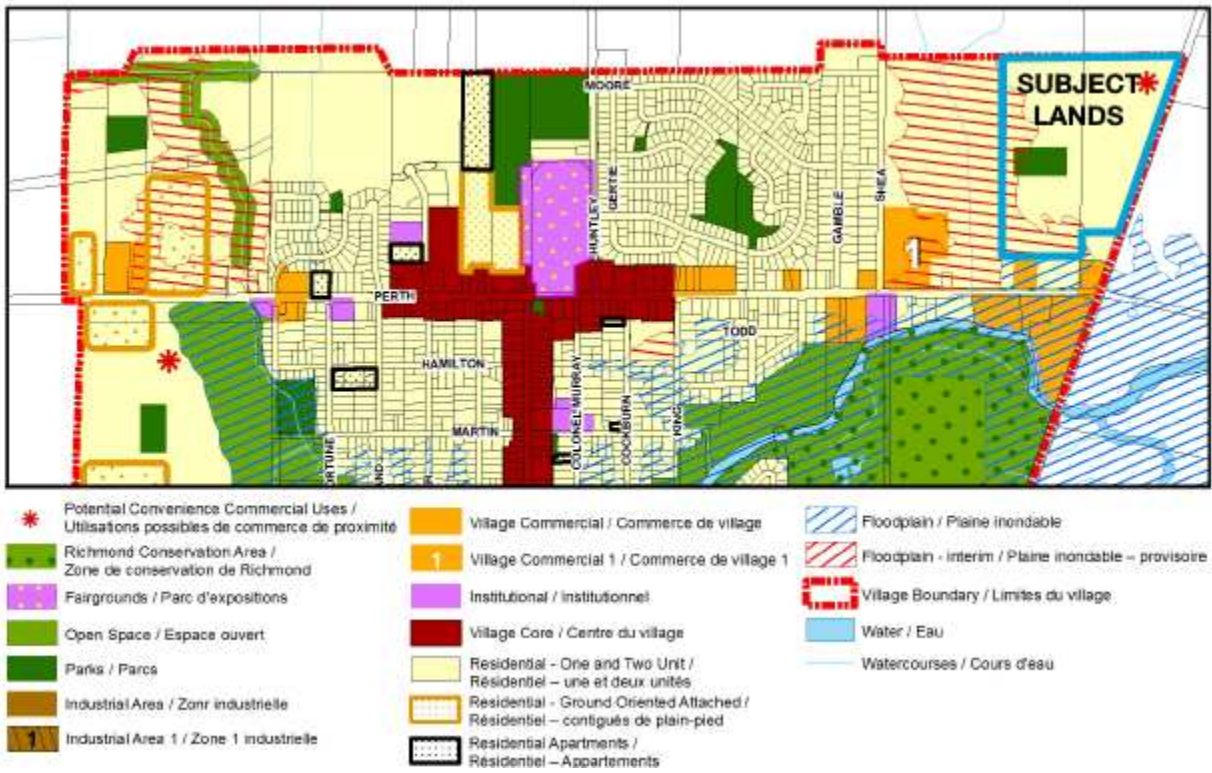 MOORE
SUBJECT
LANDS
HUNTLEY
GERTIE
GAMBLE
SHEA
PERTH
TODD
HAMILTON
COLONEL MURRAY
COCKBURN
KING
MARTIN
ORTUNE
1
Potential Convenience Commercial Uses /
Utilisations possibles de commerce de proximité
Richmond Conservation Area /
Zone de conservation de Richmond
Fairgrounds / Parc d'expositions
Open Space / Espace ouvert
Parks / Parcs
Industrial Area / Zonr industrielle
1 Industrial Area 1 / Zone 1 industrielle
Village Commercial / Commerce de village
1 Village Commercial 1 / Commerce de village 1
Institutional / Institutionnel
Village Core / Centre du village
Residential - One and Two Unit /
Résidentiel – une et deux unités
Residential - Ground Oriented Attached /
Résidentiel – contiguës de plain-pied
Residential Apartments /
Résidentiel – Appartements
Floodplain / Plaine inondable
Floodplain - interim / Plaine inondable – provisoire
Village Boundary / Limites du village
Water / Eau
Watercourses / Cours d'eau